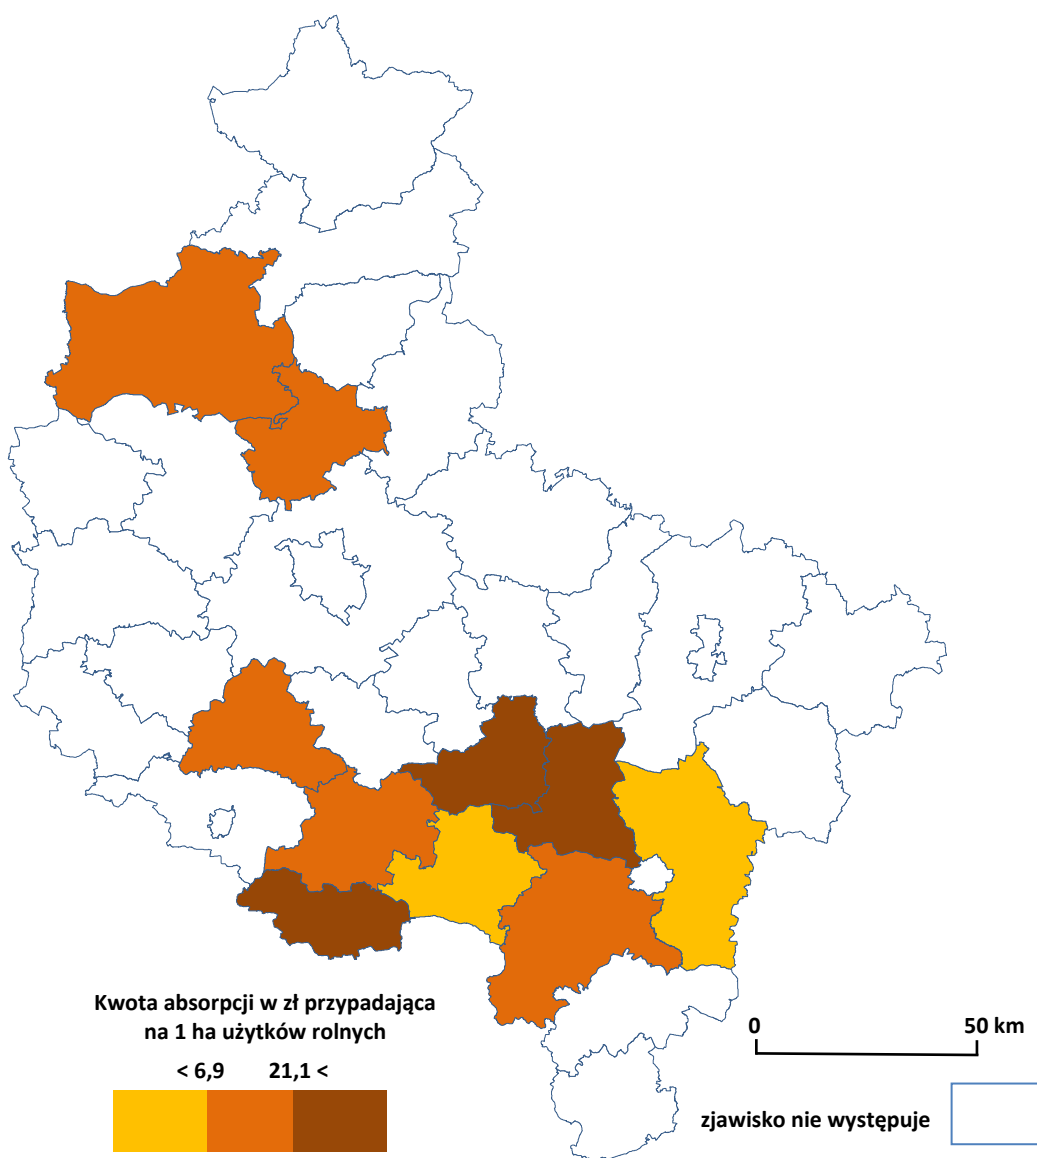 Kwota absorpcji w zł przypadająca
na 1 ha użytków rolnych
< 6,9 21,1 <
0 50 km
zjawisko nie występuje